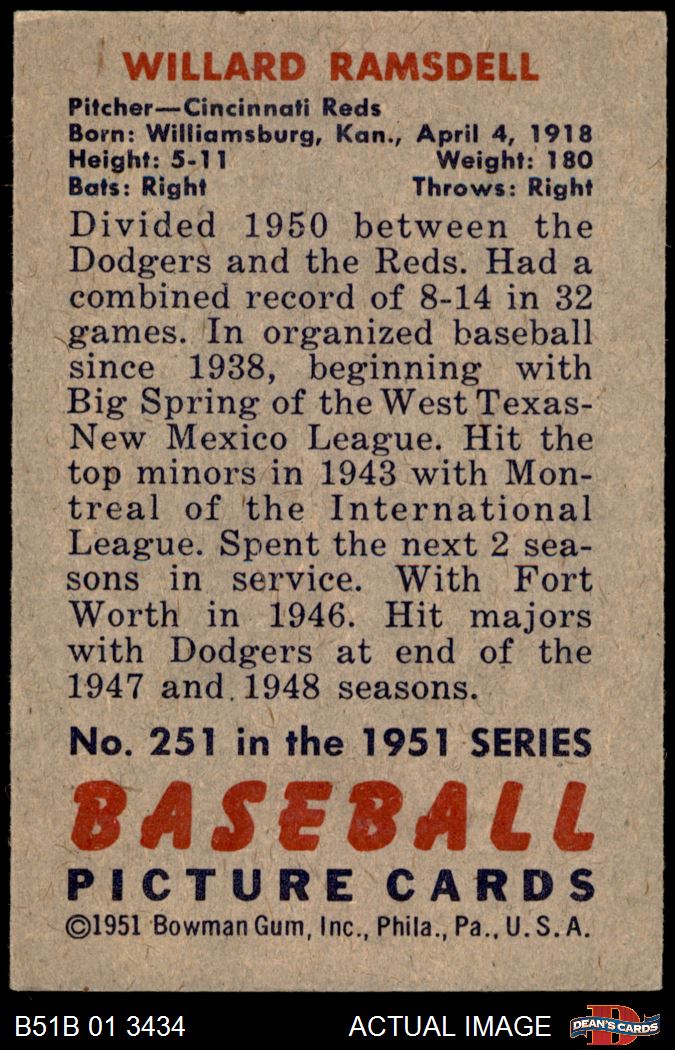 WILLARD RAMSDELL
Pitcher—Cincinnati Reds
Born: Williamsburg, Kan., April 4, 1918
Height: 5-11 Weight: 180
Bats: Right Throws: Right
Divided 1950 between the
Dodgers and the Reds. Had a
combined record of 8-14 in 32
games. In organized baseball
since 1938, beginning with
Big Spring of the West Texas-
New Mexico League. Hit the
top minors in 1943 with Mon-
treal of the International
League. Spent the next 2 sea-
sons in service. With Fort
Worth in 1946. Hit majors
with Dodgers at end of the
1947 and 1948 seasons.
No. 251 in the 1951 SERIES
BASEBALL
PICTURE CARDS
©1951 Bowman Gum, Inc., Phila., Pa., U.S.A.
B51B 01 3434 ACTUAL IMAGE D DEAN'S CARDS